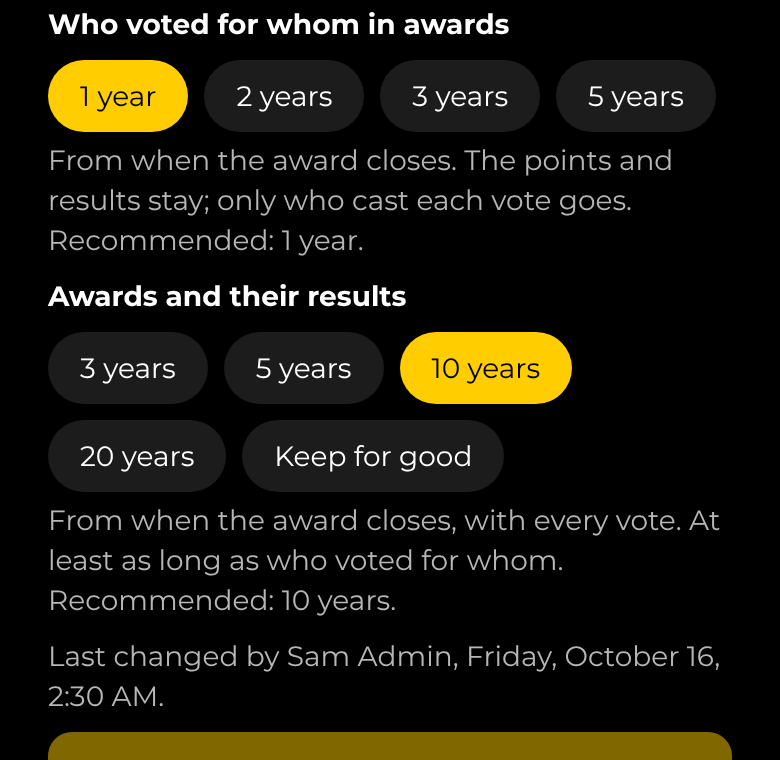 Who voted for whom in awards
1 year
2 years
3 years
5 years
From when the award closes. The points and
results stay; only who cast each vote goes.
Recommended: 1 year.
Awards and their results
3 years
5 years
10 years
20 years
Keep for good
From when the award closes, with every vote. At
least as long as who voted for whom.
Recommended: 10 years.
Last changed by Sam Admin, Friday, October 16,
2:30 AM.